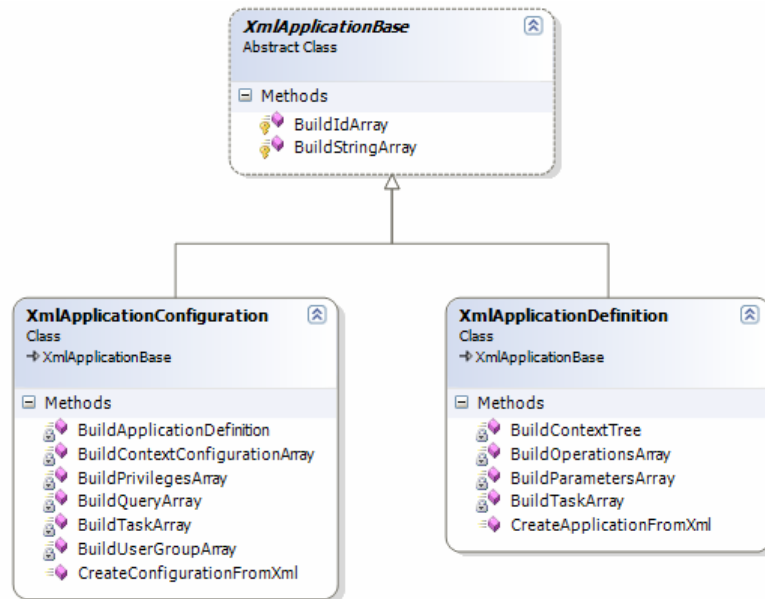 XmlApplicationBase
Abstract Class
Methods
BuildIdArray
BuildStringArray
XmlApplicationConfiguration
Class
XmlApplicationBase
Methods
BuildApplicationDefinition
BuildContextConfigurationArray
BuildPrivilegesArray
BuildQueryArray
BuildTaskArray
BuildUserGroupArray
CreateConfigurationFromXml
XmlApplicationDefinition
Class
XmlApplicationBase
Methods
BuildContextTree
BuildOperationsArray
BuildParametersArray
BuildTaskArray
CreateApplicationFromXml